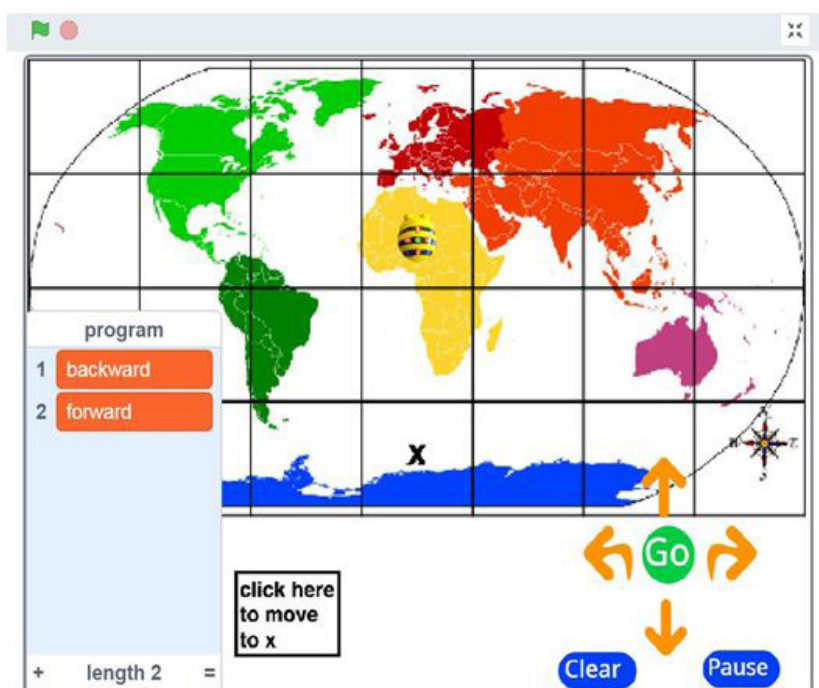 program
1 backward
2 forward
X
click here
to move
to x
Go
+ length 2 =
Clear
Pause